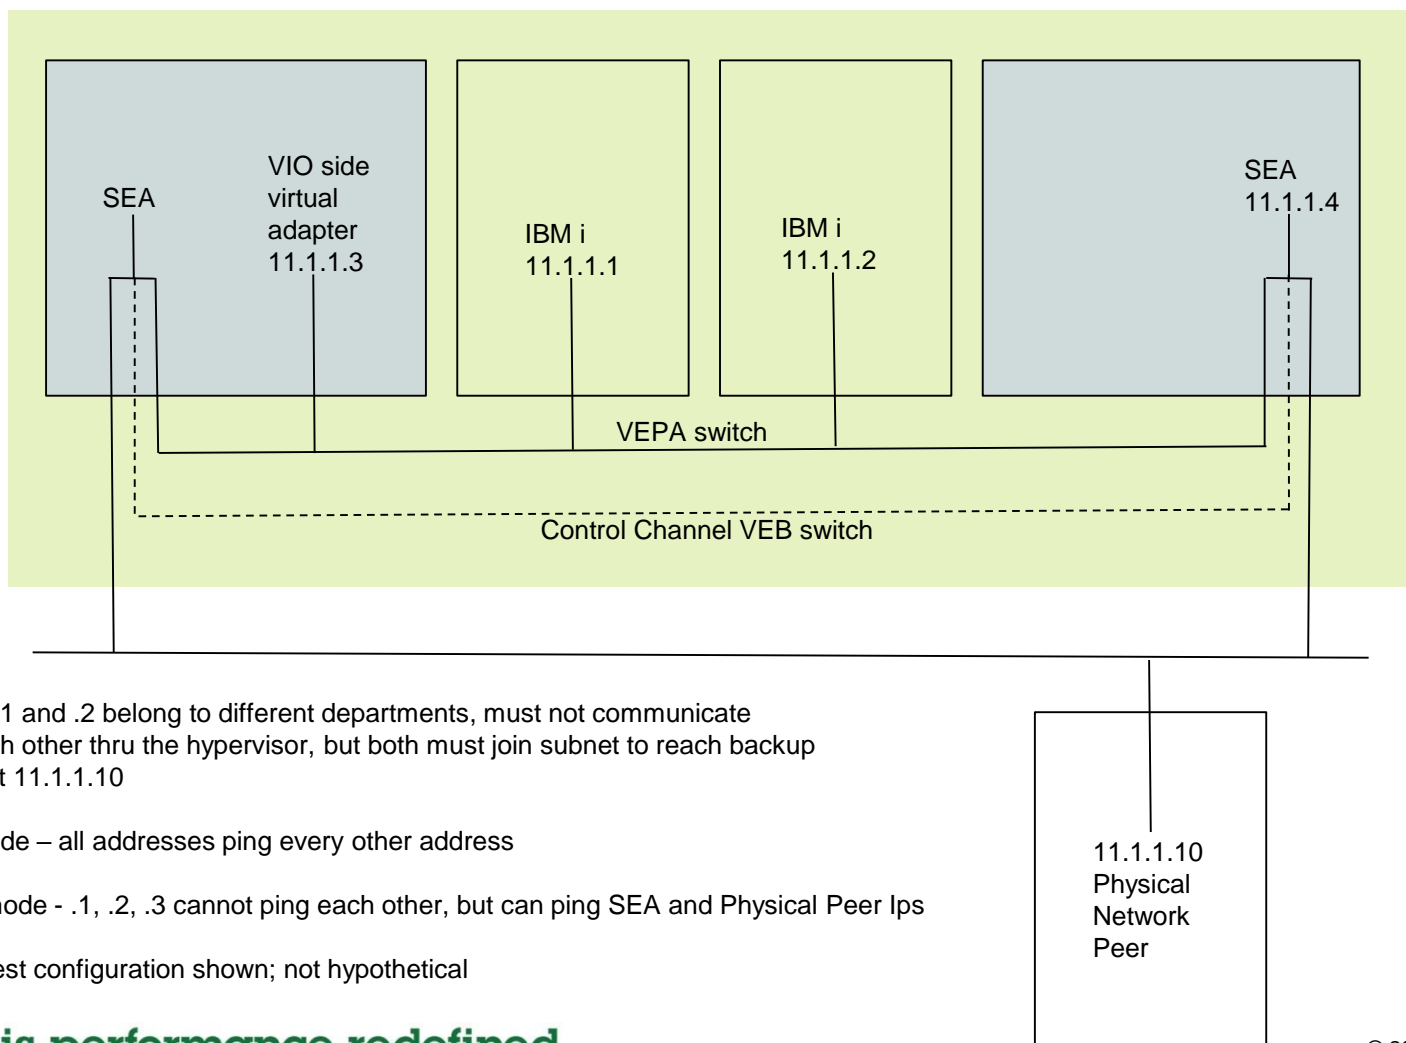 SEA
VIO side
virtual
adapter
11.1.1.3
IBM i
11.1.1.1
IBM i
11.1.1.2
SEA
11.1.1.4
VEPA switch
Control Channel VEB switch
1 and .2 belong to different departments, must not communicate
h other thru the hypervisor, but both must join subnet to reach backup
t 11.1.1.10
de – all addresses ping every other address
node - .1, .2, .3 cannot ping each other, but can ping SEA and Physical Peer Ips
est configuration shown; not hypothetical
11.1.1.10
Physical
Network
Peer
is performance redefined